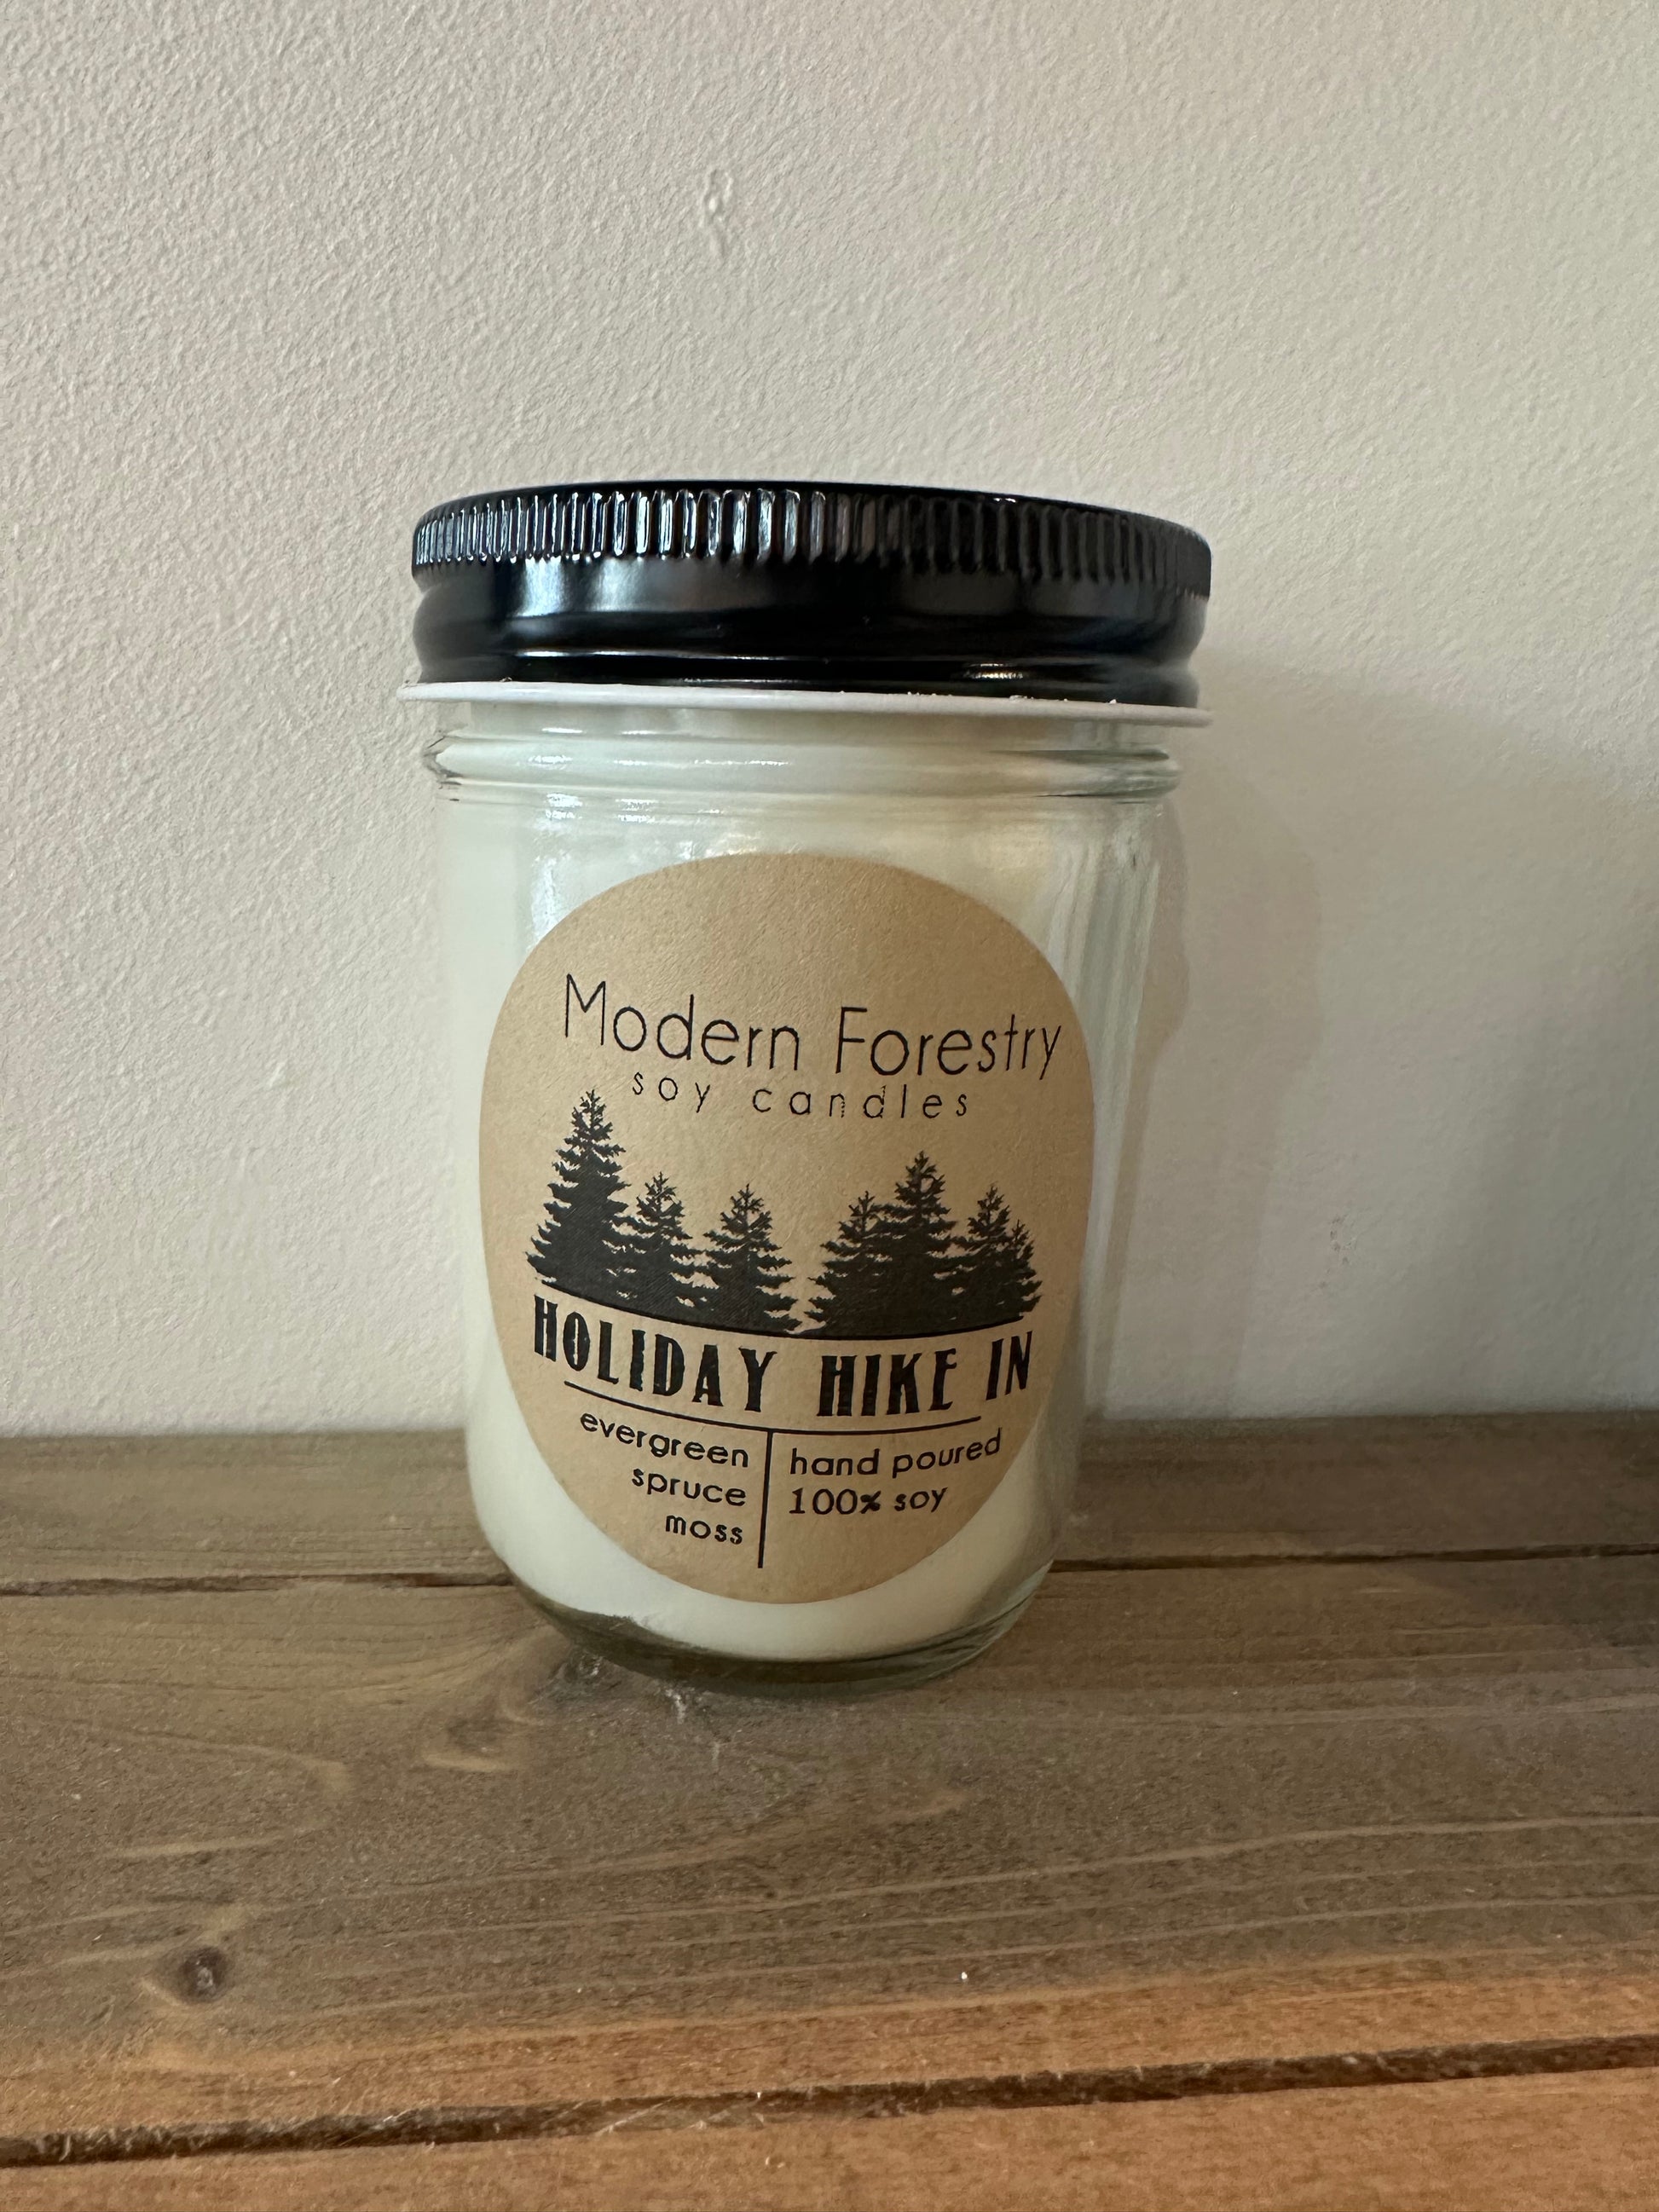 Modern Forestry
soy candles
HOLIDAY HIKE IN
evergreen
spruce
moss
hand poured
100% soy